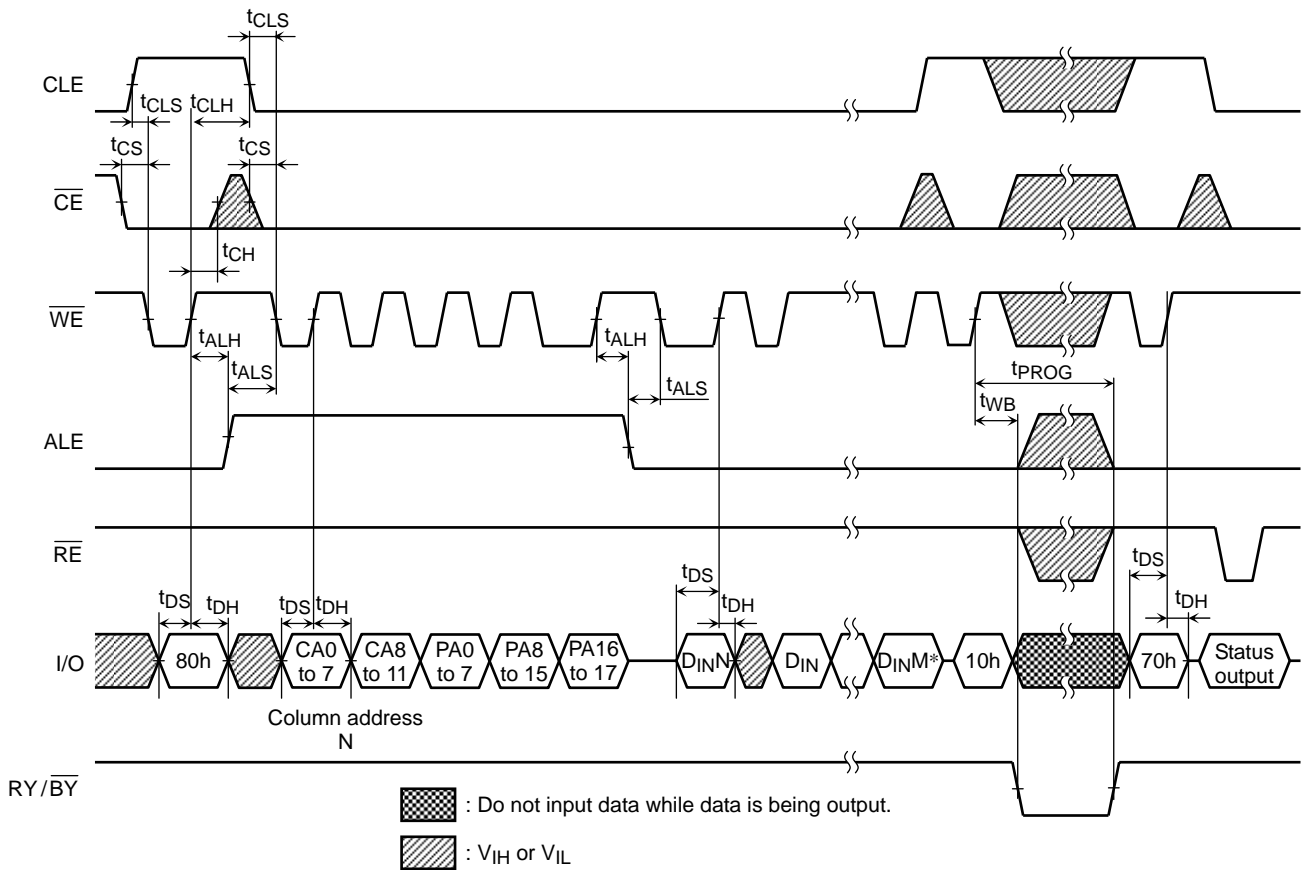 tCLS
CLE
tCLS tCLH
tCS tCS
CE
tCH
WE
tALH tALH
tALS tALS
tPROG
tWB
ALE
RE
tDS tDH tDS tDH tDS tDH tDS tDH
I/O
80h
CA0 to 7
CA8 to 11
PA0 to 7
PA8 to 15
PA16 to 17
DINN
DIN
DINM*
10h
70h
Status output
Column address
N
RY/BY
: Do not input data while data is being output.
: VIH or VIL